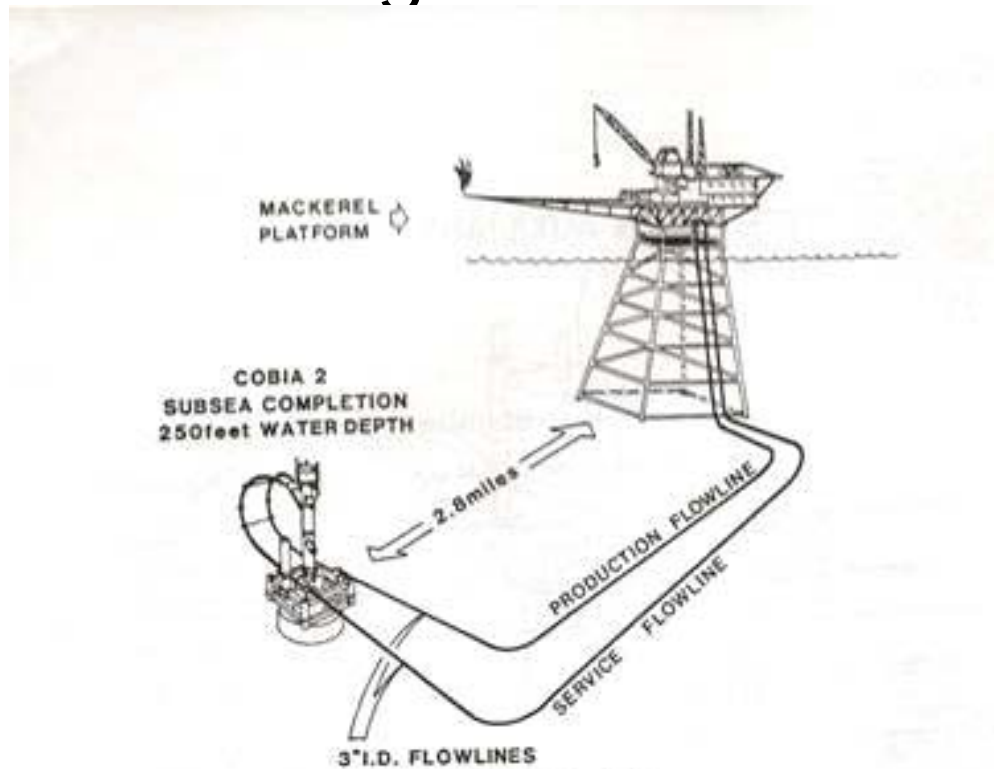 MACKEREL
PLATFORM
COBIA 2
SUBSEA COMPLETION
250feet WATER DEPTH
2.8miles
PRODUCTION FLOWLINE
SERVICE FLOWLINE
3"I.D. FLOWLINES